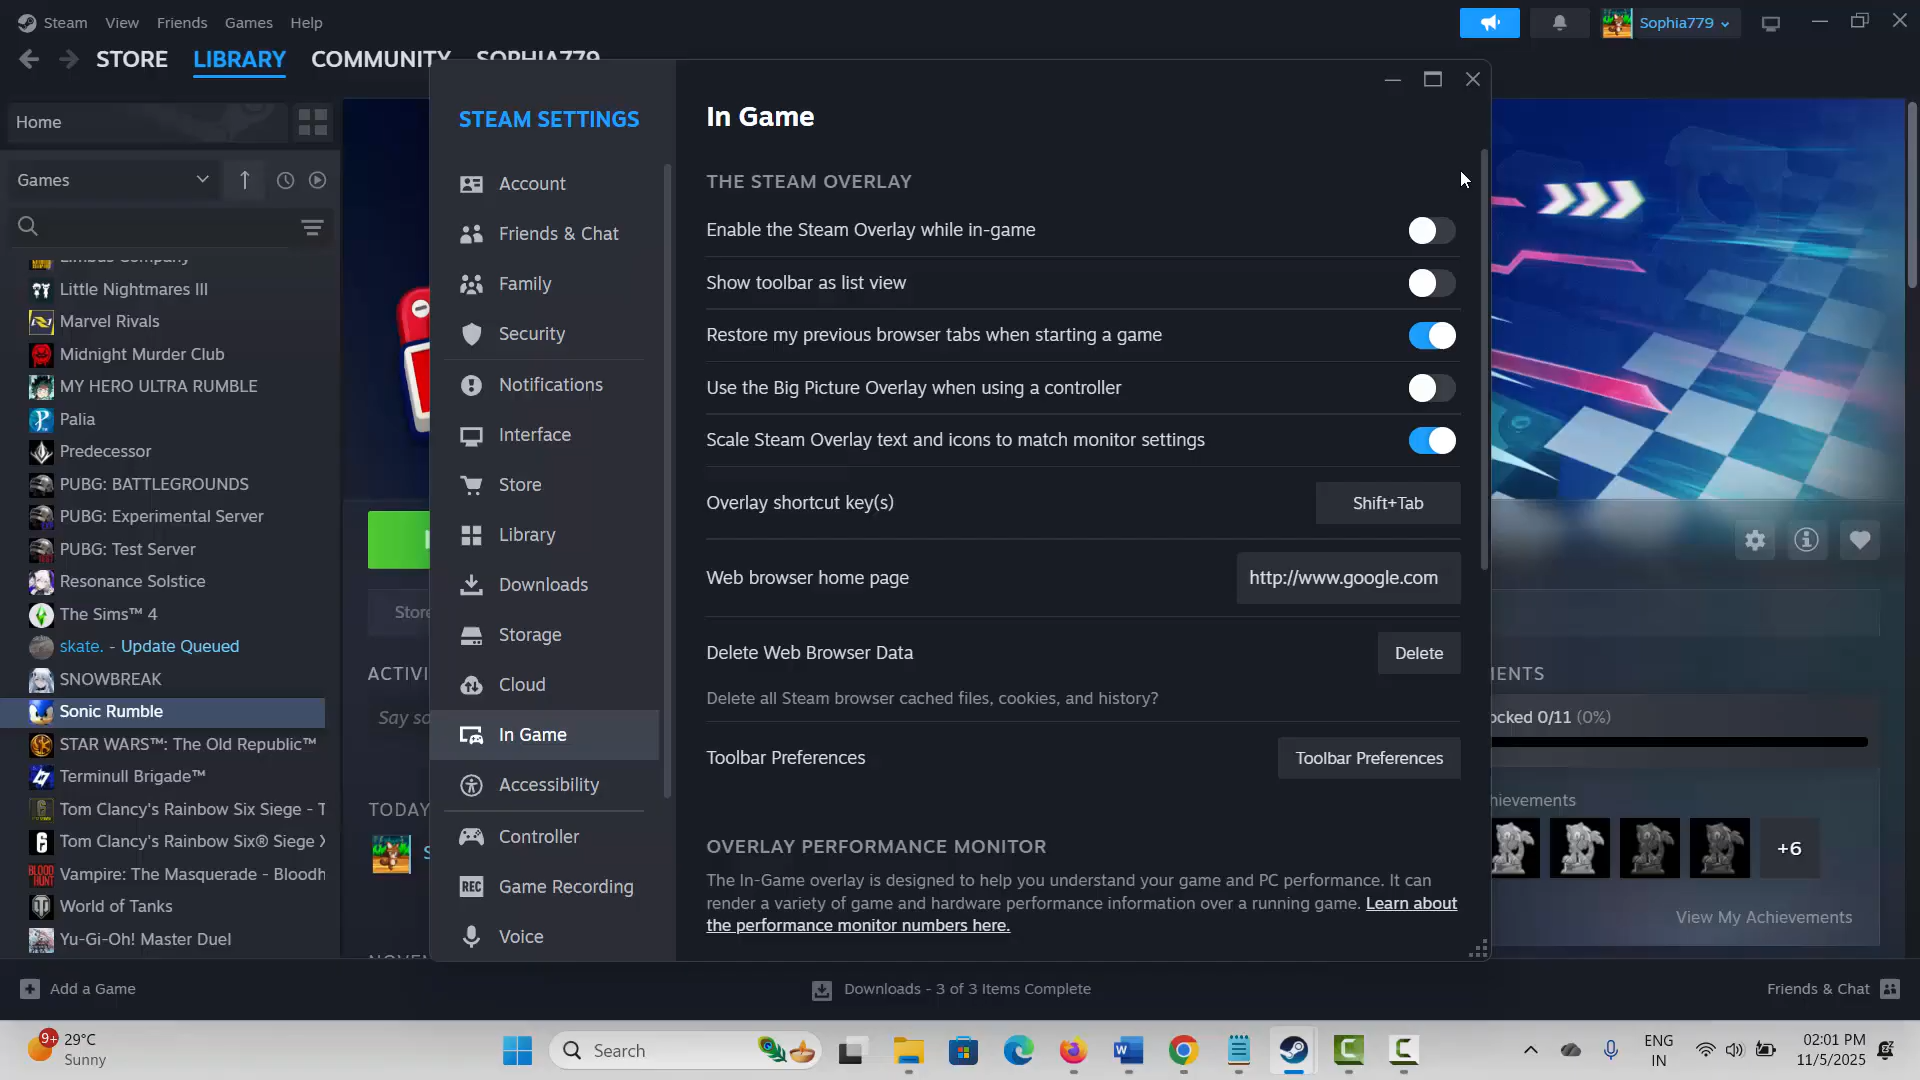 Steam View Friends Games Help
Sophia779
STORE LIBRARY COMMUNITY SOPHIA779
Home
Games
Limbus Company
Little Nightmares III
Marvel Rivals
Midnight Murder Club
MY HERO ULTRA RUMBLE
Palia
Predecessor
PUBG: BATTLEGROUNDS
PUBG: Experimental Server
PUBG: Test Server
Resonance Solstice
The Sims™ 4
skate. - Update Queued
SNOWBREAK
Sonic Rumble
STAR WARS™: The Old Republic™
Terminull Brigade™
Tom Clancy's Rainbow Six Siege - T
Tom Clancy's Rainbow Six® Siege X
Vampire: The Masquerade - Bloodh
World of Tanks
Yu-Gi-Oh! Master Duel
Store
ACTIVI
Say so
TODAY
STEAM SETTINGS
Account
Friends & Chat
Family
Security
Notifications
Interface
Store
Library
Downloads
Storage
Cloud
In Game
Accessibility
Controller
REC Game Recording
Voice
In Game
THE STEAM OVERLAY
Enable the Steam Overlay while in-game
Show toolbar as list view
Restore my previous browser tabs when starting a game
Use the Big Picture Overlay when using a controller
Scale Steam Overlay text and icons to match monitor settings
Overlay shortcut key(s) Shift+Tab
Web browser home page http://www.google.com
Delete Web Browser Data Delete
Delete all Steam browser cached files, cookies, and history?
Toolbar Preferences Toolbar Preferences
OVERLAY PERFORMANCE MONITOR
The In-Game overlay is designed to help you understand your game and PC performance. It can
render a variety of game and hardware performance information over a running game. Learn about
the performance monitor numbers here.
MENTS
ocked 0/11 (0%)
hievements
+6
View My Achievements
Add a Game
Downloads - 3 of 3 Items Complete
Friends & Chat
9+
29°C
Sunny
Search
ENG
IN
02:01 PM
11/5/2025